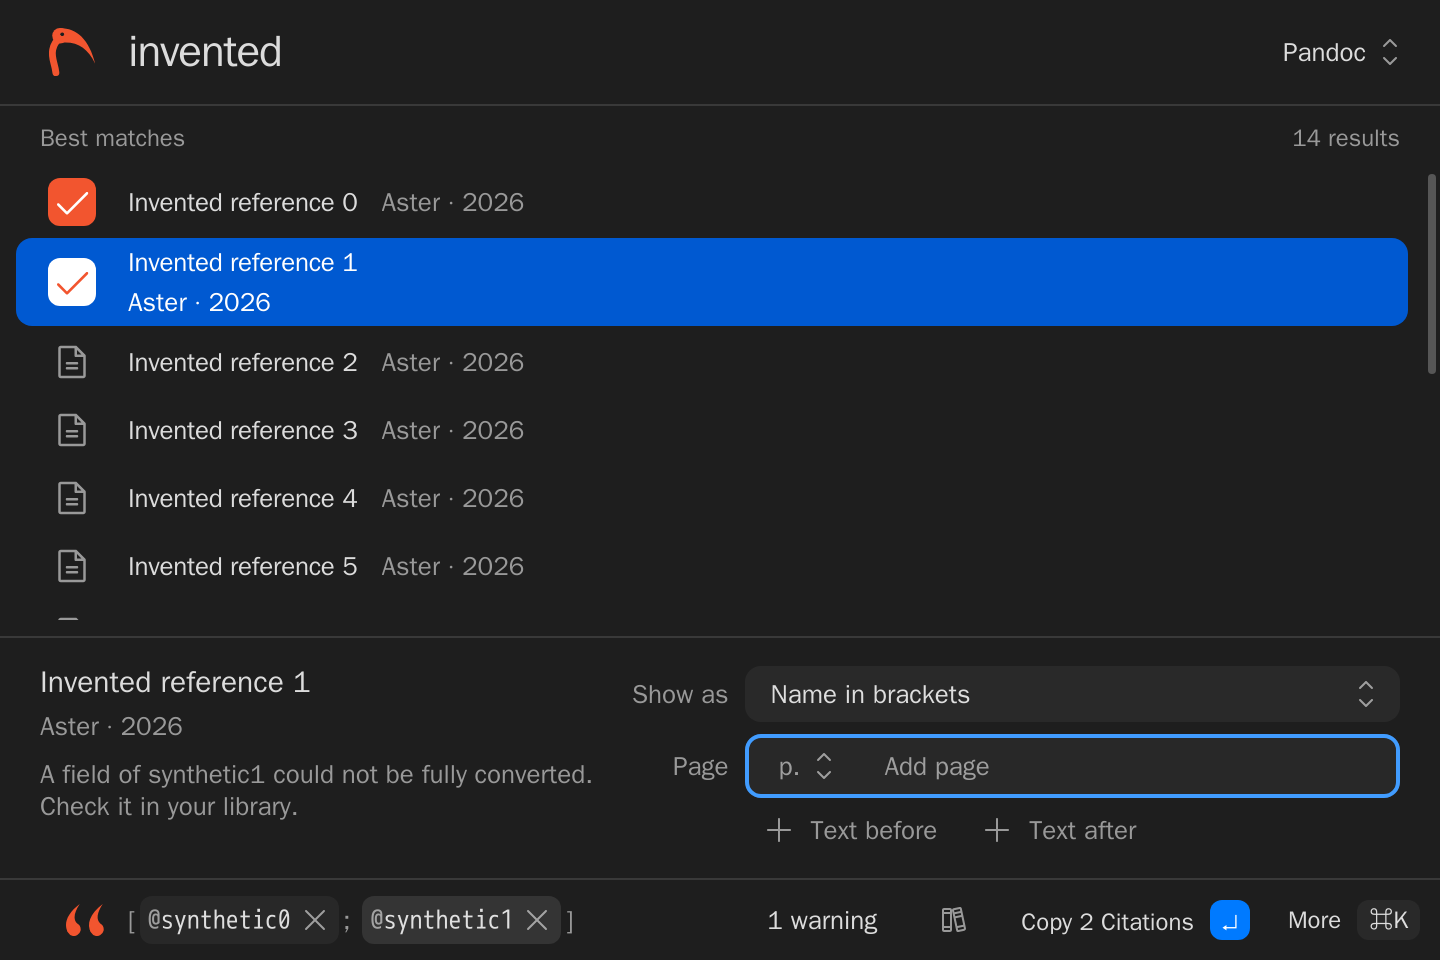 invented
Pandoc
Best matches
14 results
Invented reference 0 Aster · 2026
Invented reference 1
Aster · 2026
Invented reference 2 Aster · 2026
Invented reference 3 Aster · 2026
Invented reference 4 Aster · 2026
Invented reference 5 Aster · 2026
Invented reference 1
Aster · 2026
A field of synthetic1 could not be fully converted.
Check it in your library.
Show as Name in brackets
Page p. Add page
Text before Text after
[ @synthetic0 ; @synthetic1 ]
1 warning
Copy 2 Citations
More ⌘K